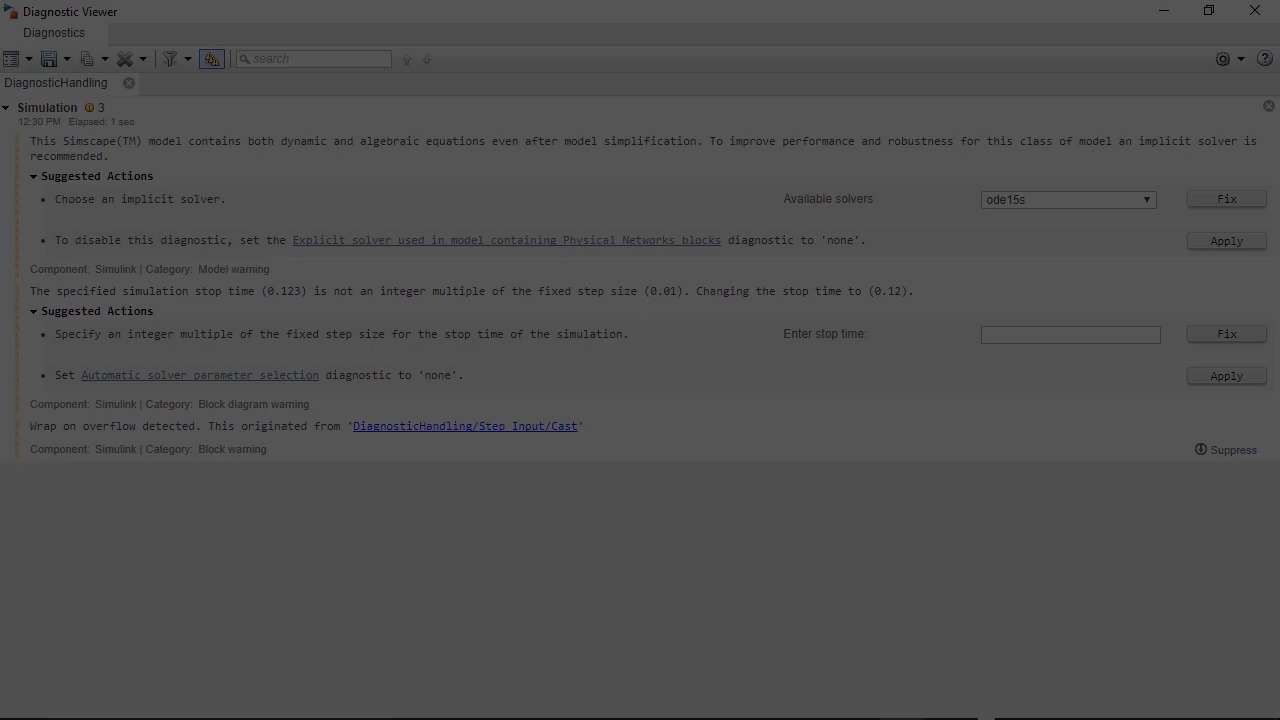 Diagnostic Viewer
Diagnostics
search
DiagnosticHandling
Simulation 3
12:30 PM Elapsed: 1 sec
This Simscape(TM) model contains both dynamic and algebraic equations even after model simplification. To improve performance and robustness for this class of model an implicit solver is
recommended.
Suggested Actions
• Choose an implicit solver. Available solvers ode15s Fix
• To disable this diagnostic, set the Explicit solver used in model containing Physical Networks blocks diagnostic to 'none'. Apply
Component: Simulink | Category: Model warning
The specified simulation stop time (0.123) is not an integer multiple of the fixed step size (0.01). Changing the stop time to (0.12).
Suggested Actions
• Specify an integer multiple of the fixed step size for the stop time of the simulation. Enter stop time: Fix
• Set Automatic solver parameter selection diagnostic to 'none'. Apply
Component: Simulink | Category: Block diagram warning
Wrap on overflow detected. This originated from 'DiagnosticHandling/Step Input/Cast'
Component: Simulink | Category: Block warning Suppress